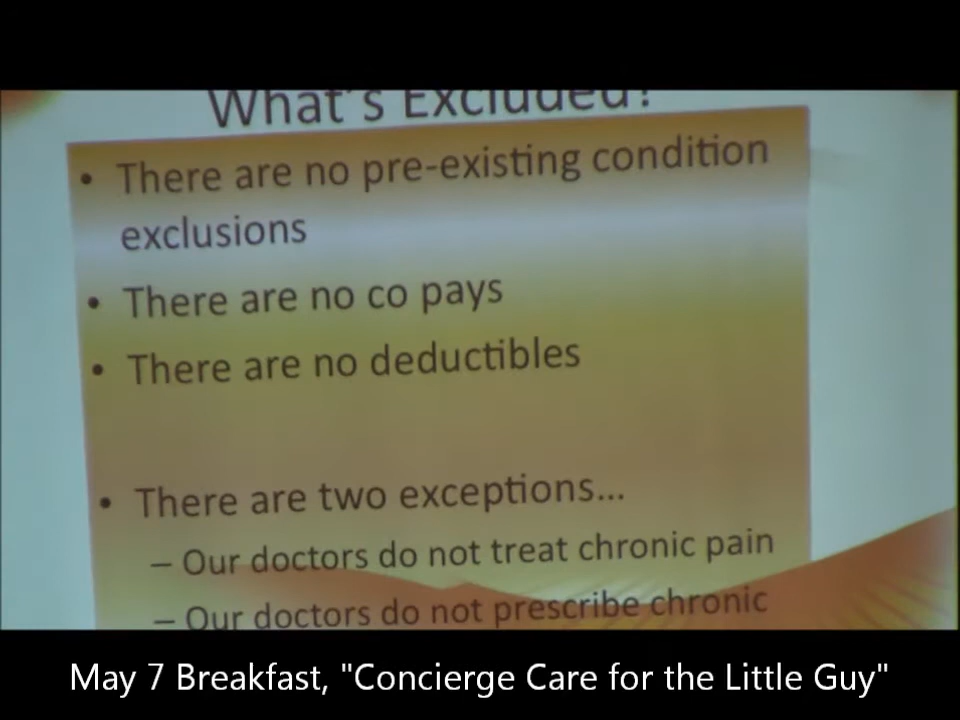 What's Excluded?
• There are no pre-existing condition
exclusions
• There are no co pays
• There are no deductibles
• There are two exceptions...
– Our doctors do not treat chronic pain
– Our doctors do not prescribe chronic
May 7 Breakfast, "Concierge Care for the Little Guy"